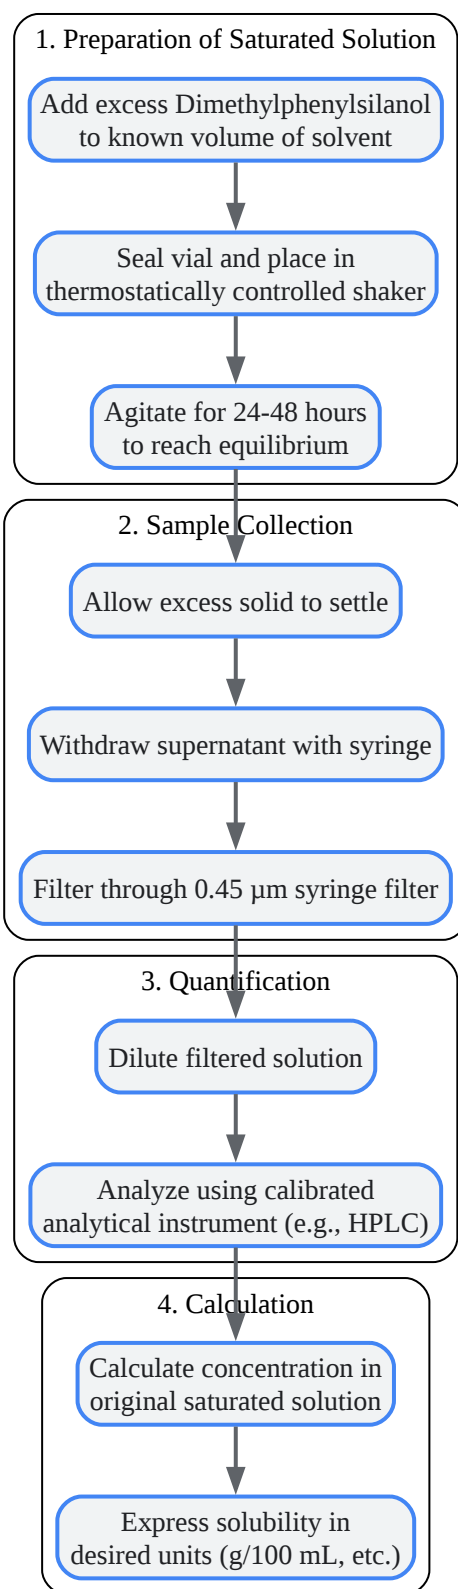 1. Preparation of Saturated Solution
Add excess Dimethylphenylsilanol
to known volume of solvent
Seal vial and place in
thermostatically controlled shaker
Agitate for 24-48 hours
to reach equilibrium
2. Sample Collection
Allow excess solid to settle
Withdraw supernatant with syringe
Filter through 0.45 µm syringe filter
3. Quantification
Dilute filtered solution
Analyze using calibrated
analytical instrument (e.g., HPLC)
4. Calculation
Calculate concentration in
original saturated solution
Express solubility in
desired units (g/100 mL, etc.)